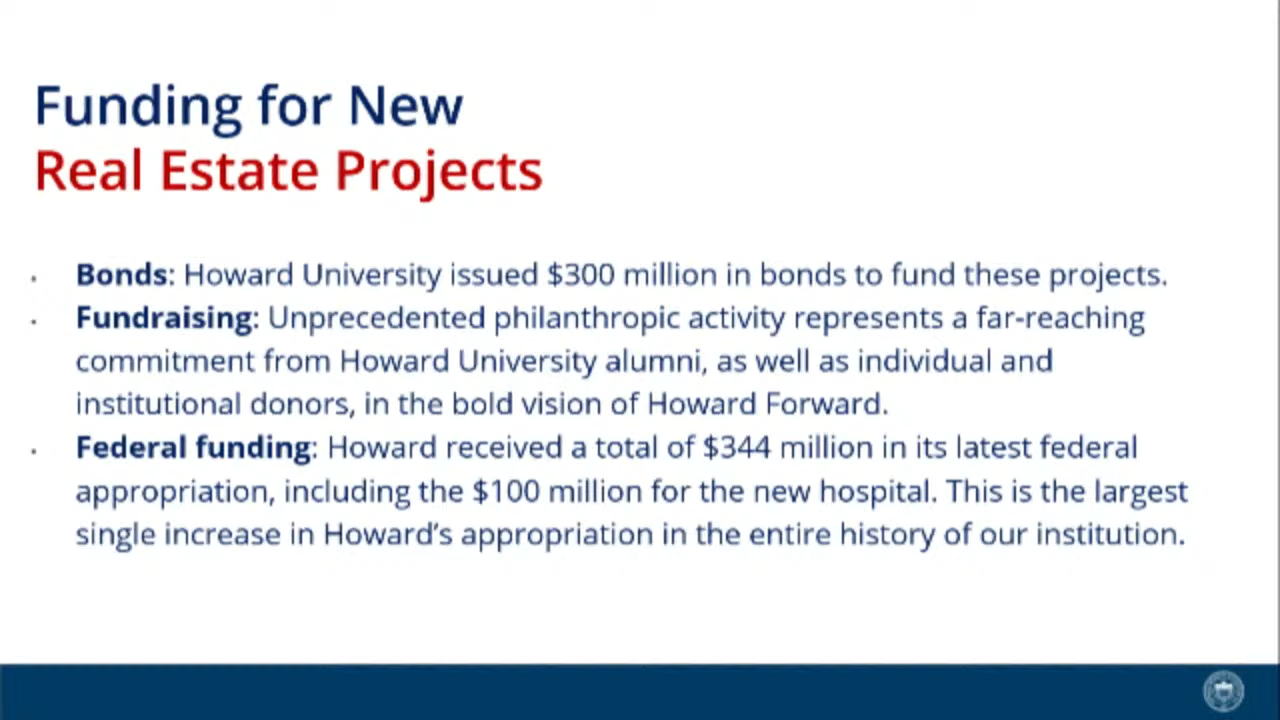 Funding for New
Real Estate Projects
· Bonds: Howard University issued $300 million in bonds to fund these projects.
· Fundraising: Unprecedented philanthropic activity represents a far-reaching
commitment from Howard University alumni, as well as individual and
institutional donors, in the bold vision of Howard Forward.
· Federal funding: Howard received a total of $344 million in its latest federal
appropriation, including the $100 million for the new hospital. This is the largest
single increase in Howard’s appropriation in the entire history of our institution.